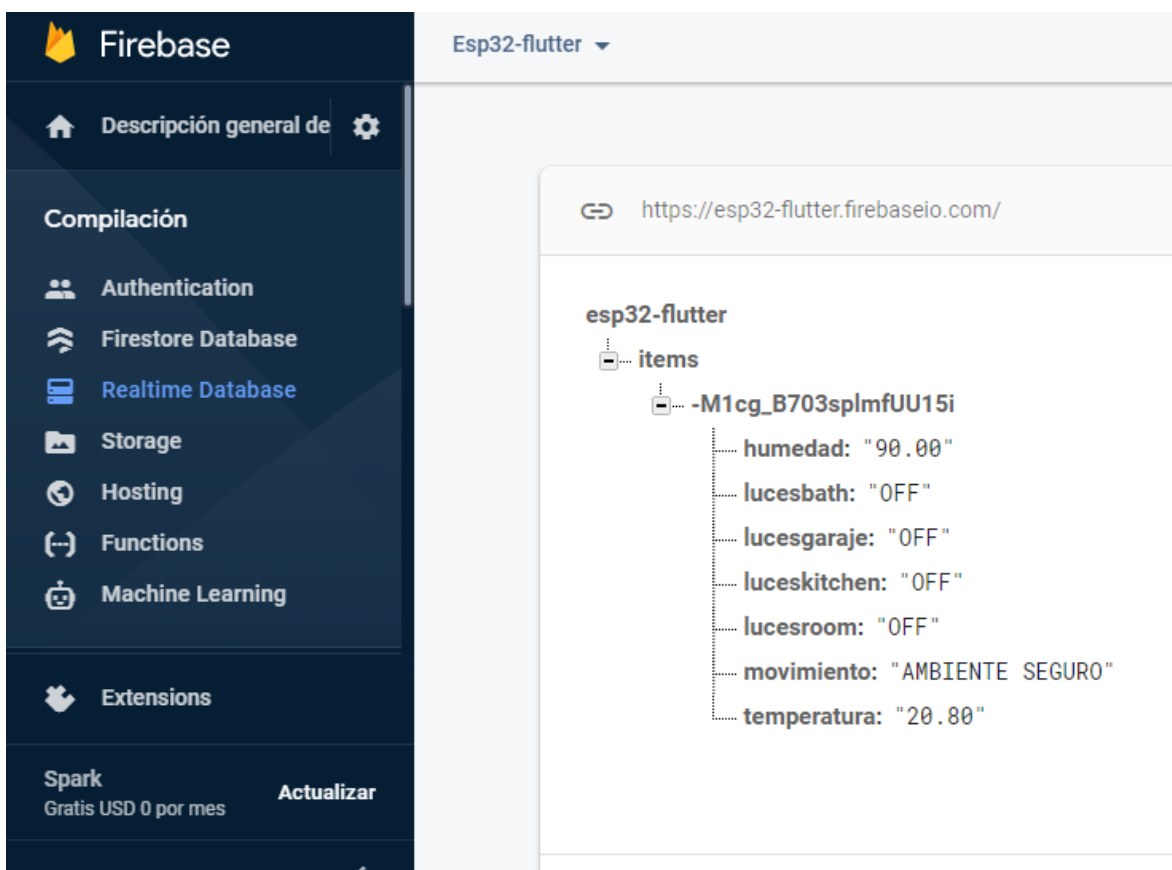 Firebase
Esp32-flutter
Descripción general de
Compilación
Authentication
Firestore Database
Realtime Database
Storage
Hosting
Functions
Machine Learning
Extensions
Spark
Gratis USD 0 por mes
Actualizar
https://esp32-flutter.firebaseio.com/
esp32-flutter
items
-M1cg_B703splmfUU15i
humedad: "90.00"
lucesbath: "OFF"
lucesgaraje: "OFF"
luceskitchen: "OFF"
lucesroom: "OFF"
movimiento: "AMBIENTE SEGURO"
temperatura: "20.80"